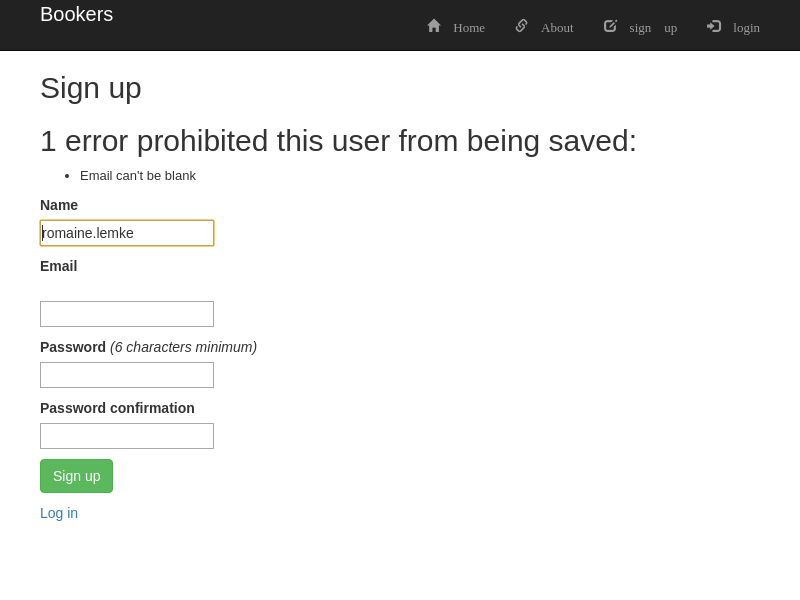 Bookers
Home About sign up login
Sign up
1 error prohibited this user from being saved:
Email can't be blank
Name
romaine.lemke
Email
Password (6 characters minimum)
Password confirmation
Sign up
Log in